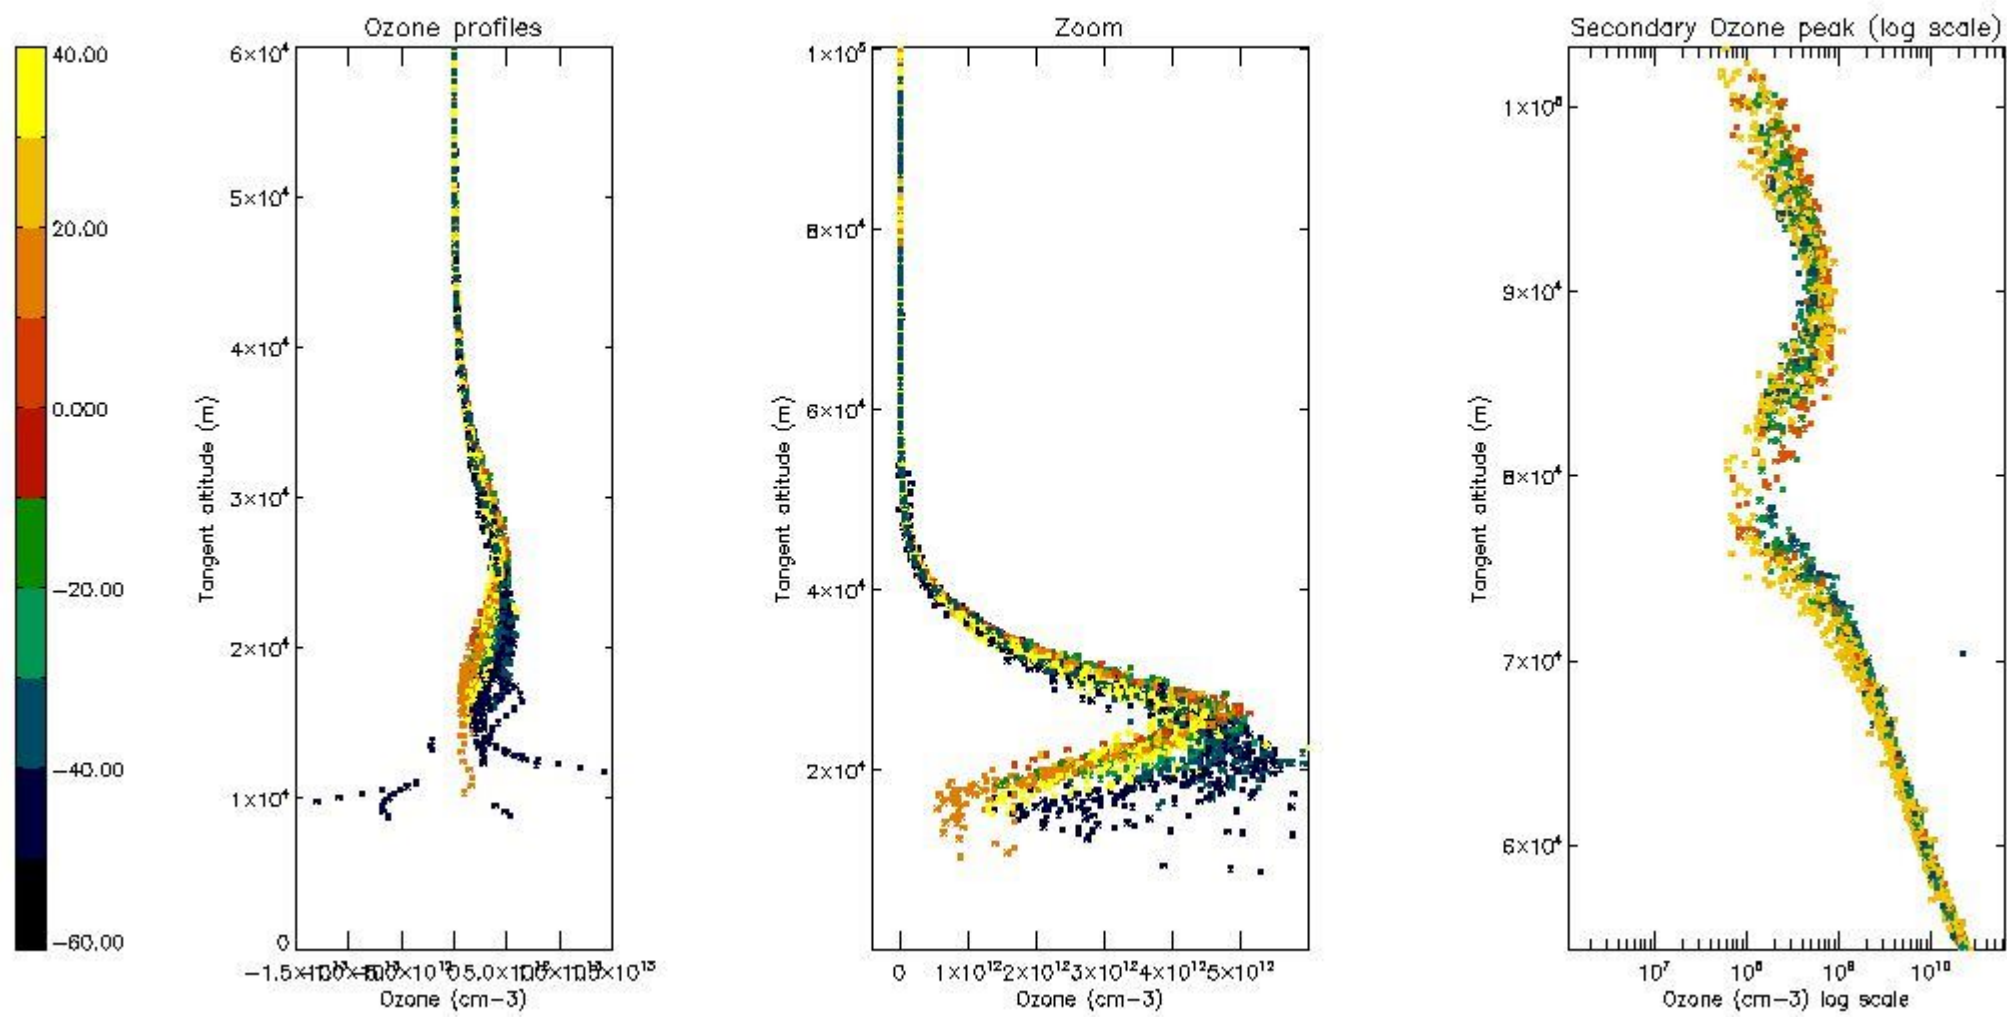 Ozone profiles
Zoom
Secondary Ozone peak (log scale)
40.00
20.00
0.000
−20.00
−40.00
−60.00
6×10⁴
5×10⁴
4×10⁴
3×10⁴
2×10⁴
1×10⁴
0
Tangent altitude (m)
Ozone (cm−3)
1×10⁵
8×10⁴
6×10⁴
4×10⁴
2×10⁴
Tangent altitude (m)
0 1×10¹² 2×10¹² 3×10¹² 4×10¹² 5×10¹²
Ozone (cm−3)
9×10⁴
8×10⁴
7×10⁴
6×10⁴
Tangent altitude (m)
10⁷ 10⁸ 10⁹ 10¹⁰
Ozone (cm−3) log scale